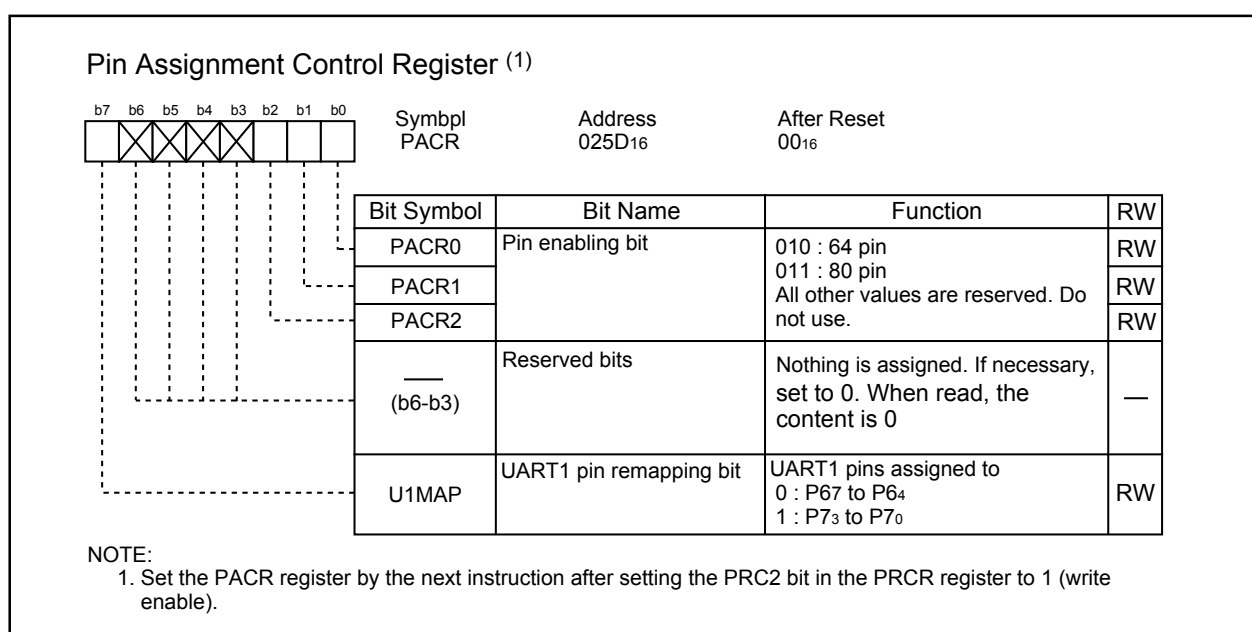 Pin Assignment Control Register (1)
b7 b6 b5 b4 b3 b2 b1 b0
Symbpl Address After Reset
PACR 025D16 0016
Bit Symbol Bit Name Function RW
PACR0 Pin enabling bit 010 : 64 pin RW
011 : 80 pin
PACR1 All other values are reserved. Do RW
PACR2 not use. RW
Reserved bits Nothing is assigned. If necessary,
(b6-b3) set to 0. When read, the —
content is 0
UART1 pin remapping bit UART1 pins assigned to
U1MAP 0 : P67 to P64 RW
1 : P73 to P70
NOTE:
1. Set the PACR register by the next instruction after setting the PRC2 bit in the PRCR register to 1 (write
enable).